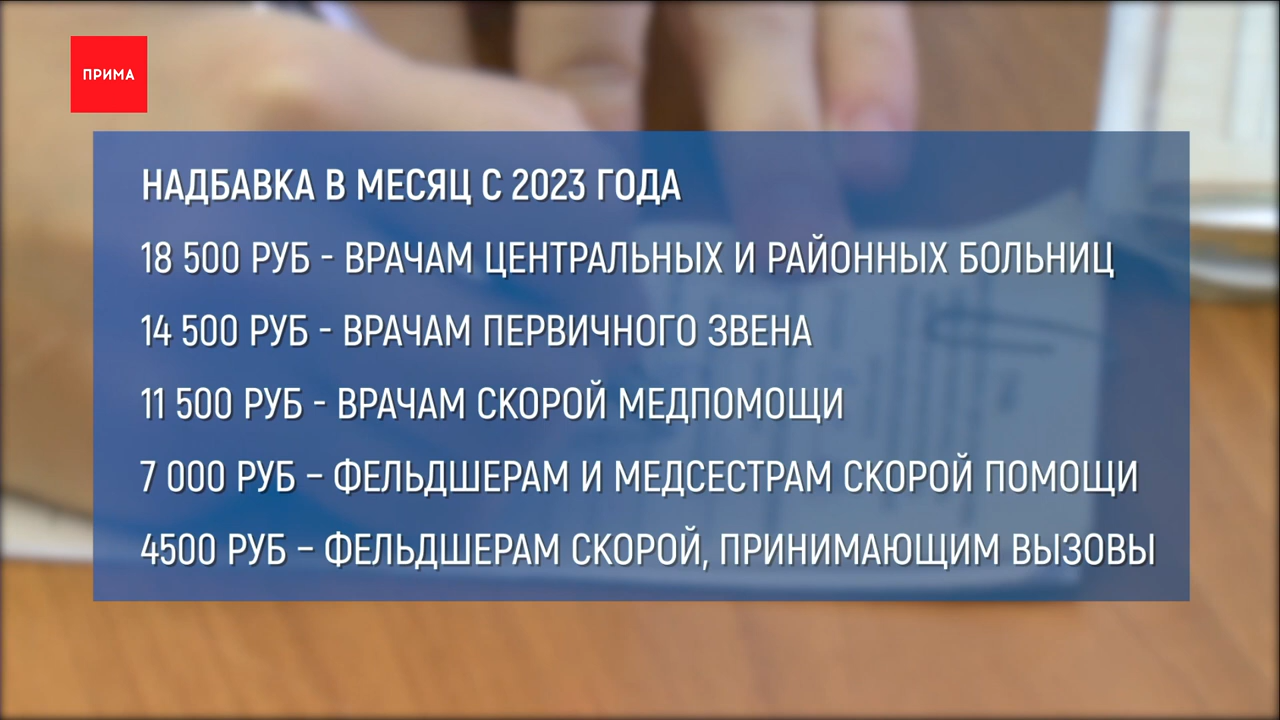 ПРИМА
НАДБАВКА В МЕСЯЦ С 2023 ГОДА
18 500 РУБ - ВРАЧАМ ЦЕНТРАЛЬНЫХ И РАЙОННЫХ БОЛЬНИЦ
14 500 РУБ - ВРАЧАМ ПЕРВИЧНОГО ЗВЕНА
11 500 РУБ - ВРАЧАМ СКОРОЙ МЕДПОМОЩИ
7 000 РУБ – ФЕЛЬДШЕРАМ И МЕДСЕСТРАМ СКОРОЙ ПОМОЩИ
4500 РУБ – ФЕЛЬДШЕРАМ СКОРОЙ, ПРИНИМАЮЩИМ ВЫЗОВЫ